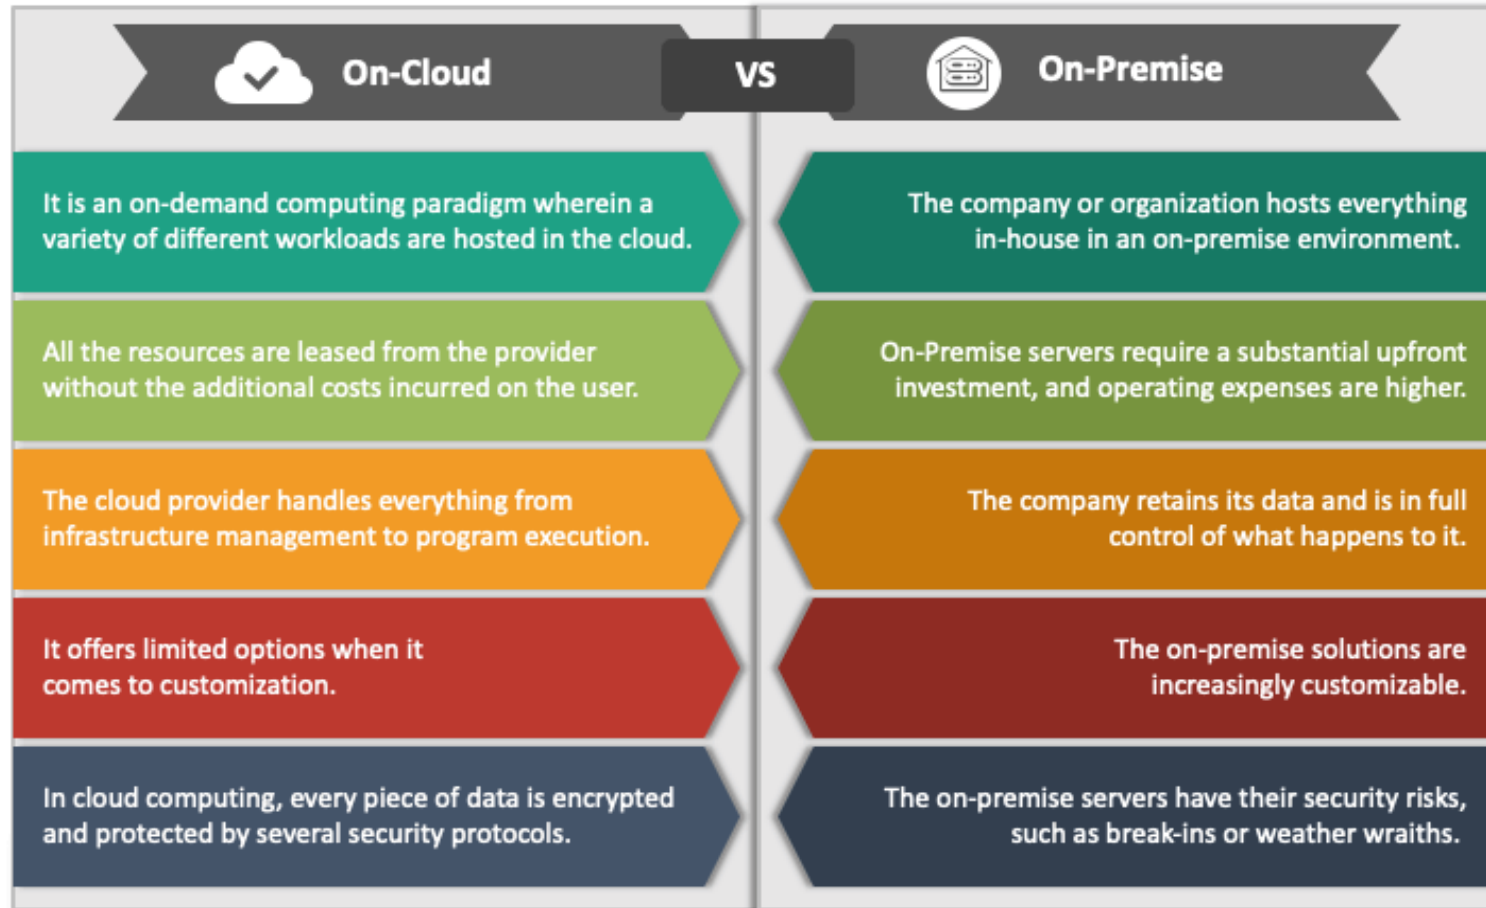 On-Cloud
VS
On-Premise
It is an on-demand computing paradigm wherein a
variety of different workloads are hosted in the cloud.
The company or organization hosts everything
in-house in an on-premise environment.
All the resources are leased from the provider
without the additional costs incurred on the user.
On-Premise servers require a substantial upfront
investment, and operating expenses are higher.
The cloud provider handles everything from
infrastructure management to program execution.
The company retains its data and is in full
control of what happens to it.
It offers limited options when it
comes to customization.
The on-premise solutions are
increasingly customizable.
In cloud computing, every piece of data is encrypted
and protected by several security protocols.
The on-premise servers have their security risks,
such as break-ins or weather wraiths.